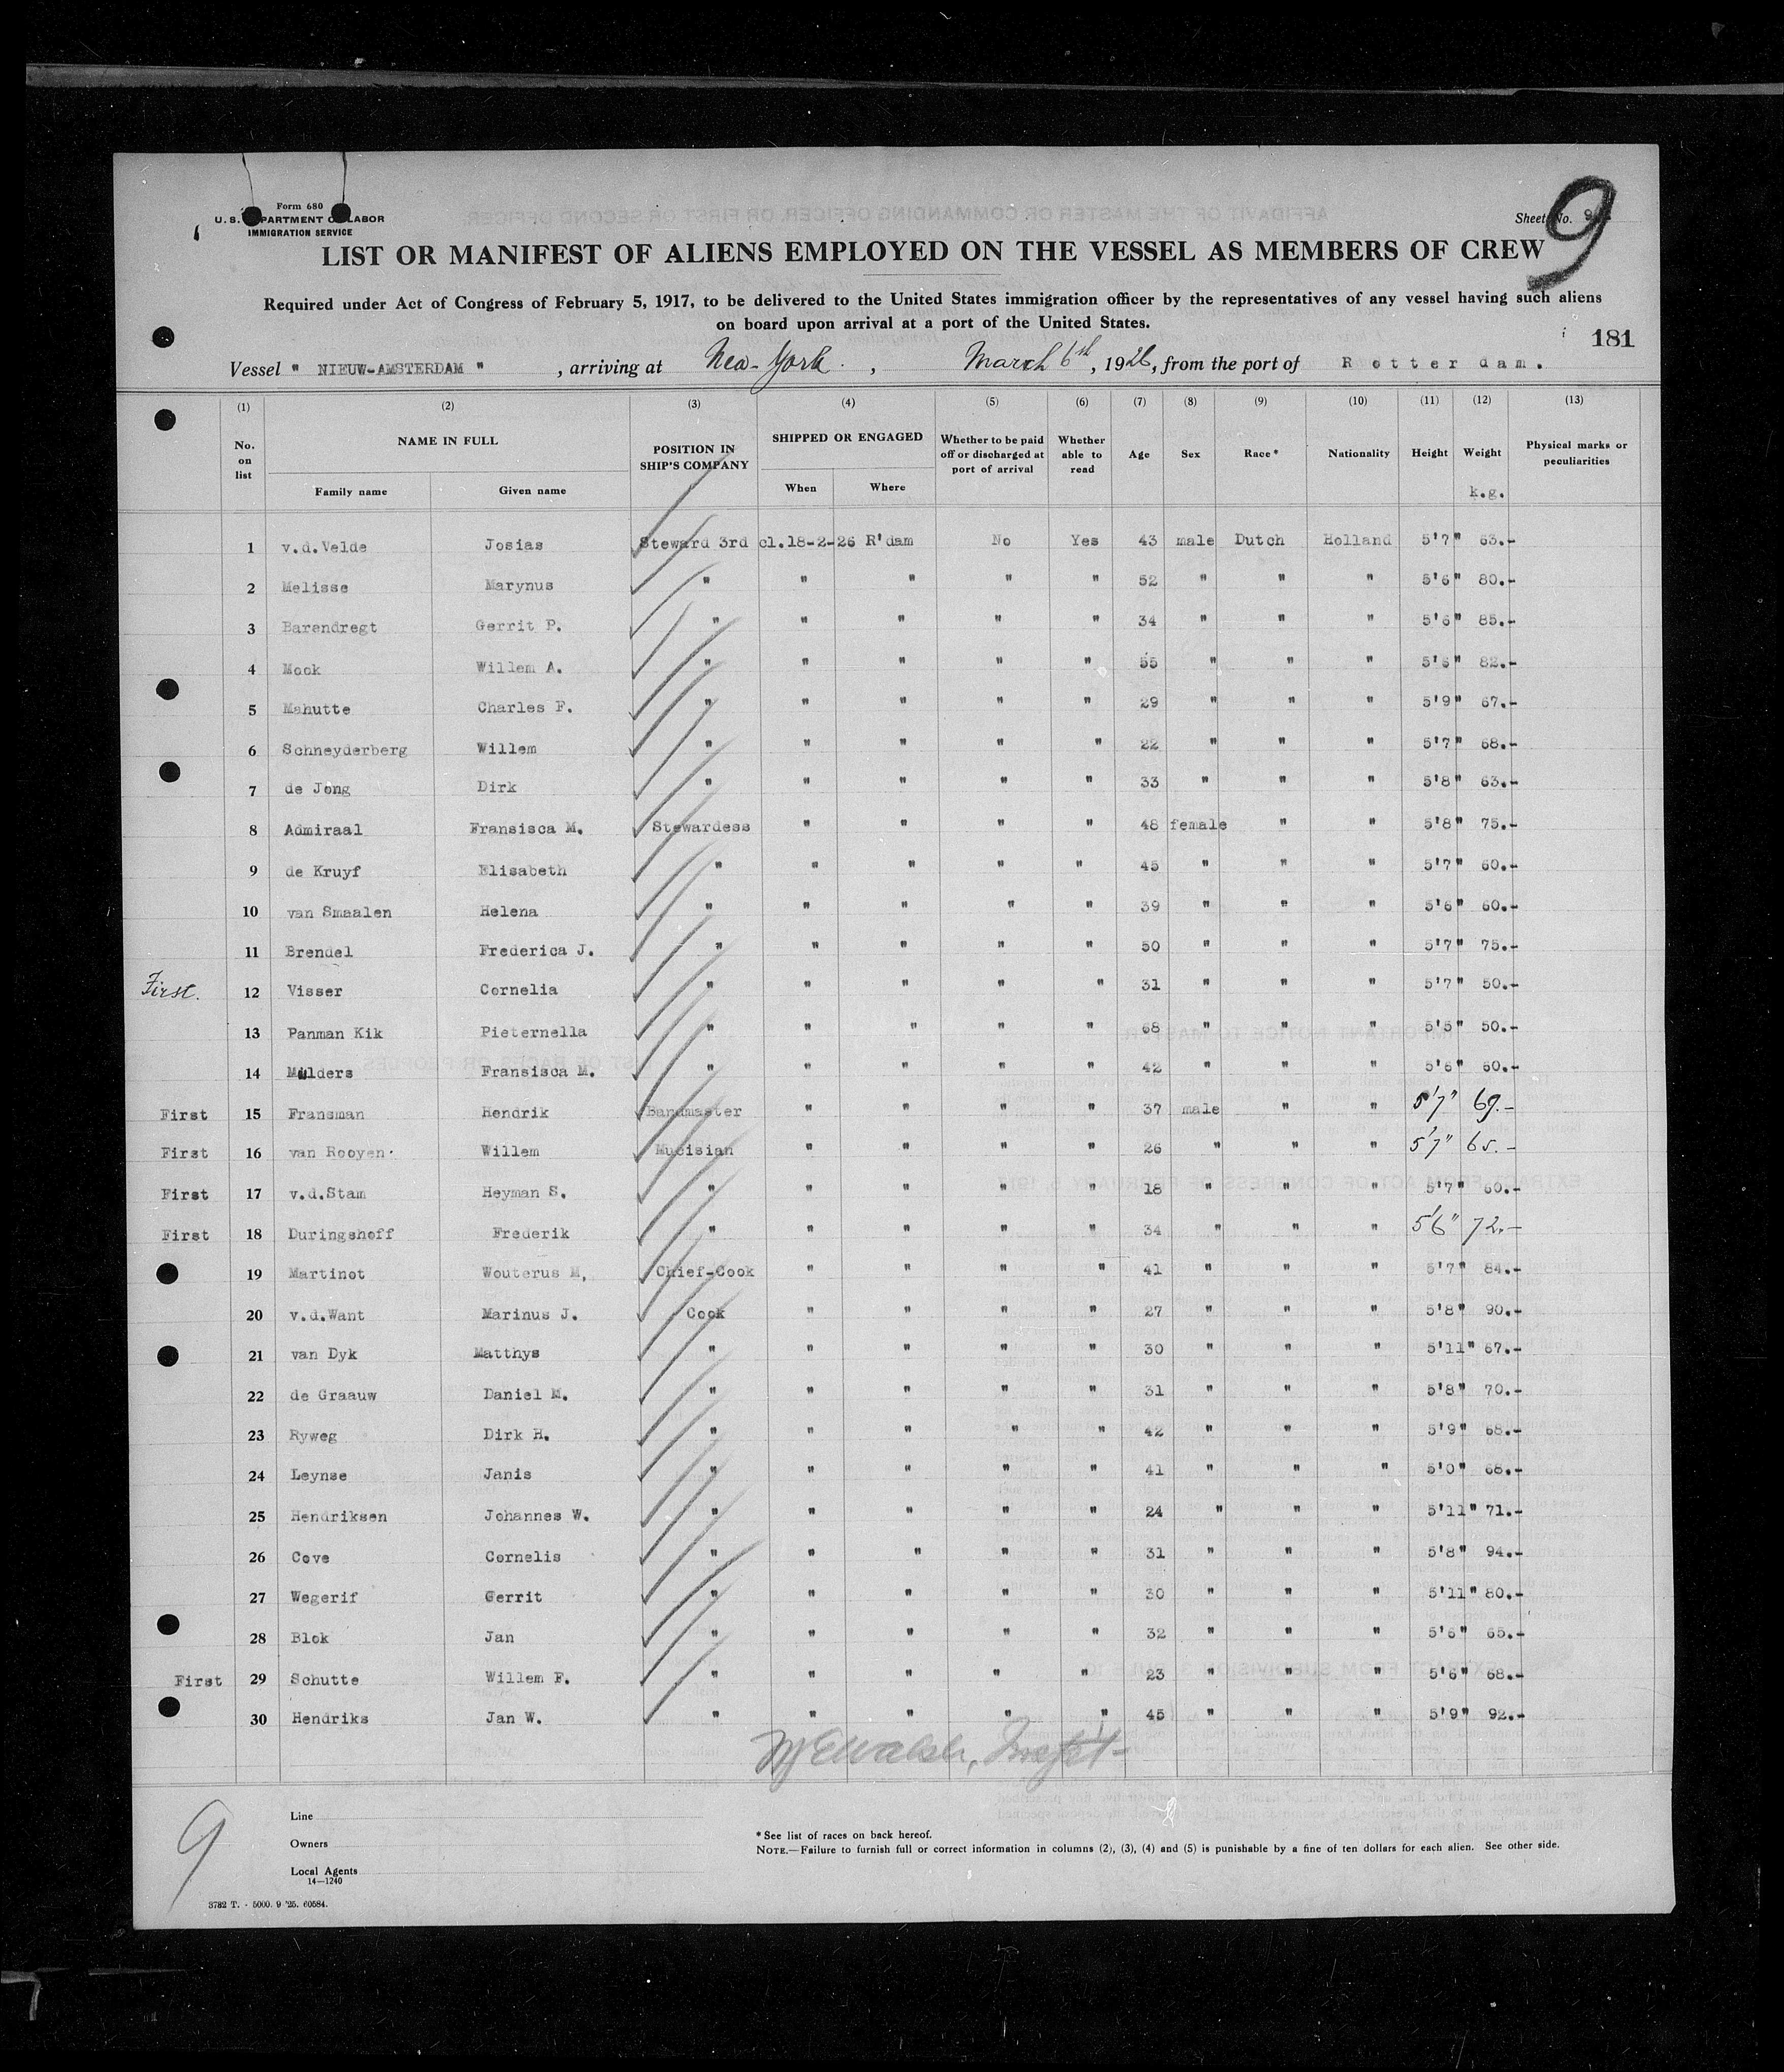 Form 680
U. S. DEPARTMENT OF LABOR
IMMIGRATION SERVICE
Sheet No. 9
9
LIST OR MANIFEST OF ALIENS EMPLOYED ON THE VESSEL AS MEMBERS OF CREW
Required under Act of Congress of February 5, 1917, to be delivered to the United States immigration officer by the representatives of any vessel having such aliens
on board upon arrival at a port of the United States.
181
Vessel " NIEUW-AMSTERDAM " , arriving at New-York. , March 6th , 1926, from the port of Rotterdam.
(1) (2) (3) (4) (5) (6) (7) (8) (9) (10) (11) (12) (13)
No. on list NAME IN FULL POSITION IN SHIP'S COMPANY SHIPPED OR ENGAGED Whether to be paid off or discharged at port of arrival Whether able to read Age Sex Race* Nationality Height Weight Physical marks or peculiarities
Family name Given name When Where k.g.
1 v.d.Velde Josias Steward 3rd cl. 18-2-26 R'dam No Yes 43 male Dutch Holland 5'7" 63.-
2 Melisse Marynus " " " " " 52 " " " 5'6" 80.-
3 Barendregt Gerrit P. " " " " " 34 " " " 5'6" 85.-
4 Mook Willem A. " " " " " 55 " " " 5'6" 82.-
5 Mahutte Charles F. " " " " " 29 " " " 5'9" 67.-
6 Schneyderberg Willem " " " " " 22 " " " 5'7" 68.-
7 de Jong Dirk " " " " " 33 " " " 5'8" 63.-
8 Admiraal Fransisca M. Stewardess " " " " 48 female " " 5'8" 75.-
9 de Kruyf Elisabeth " " " " " 45 " " " 5'7" 60.-
10 van Smaalen Helena " " " " " 39 " " " 5'6" 60.-
11 Brendel Frederica J. " " " " " 50 " " " 5'7" 75.-
First. 12 Visser Cornelia " " " " " 31 " " " 5'7" 50.-
13 Panman Kik Pieternella " " " " " 68 " " " 5'5" 50.-
14 Mulders Fransisca M. " " " " " 42 " " " 5'6" 60.-
First 15 Fransman Hendrik Bandmaster " " " " 37 male " " 5'7" 69.-
First 16 van Rooyen Willem Mucisian " " " " 26 " " " 5'7" 65.-
First 17 v.d.Stam Heyman S. " " " " " 18 " " " 5'7" 60.-
First 18 Duringshoff Frederik " " " " " 34 " " " 5'6" 72.-
19 Martinot Wouterus M. Chief-Cook " " " " 41 " " " 5'7" 84.-
20 v.d.Want Marinus J. Cook " " " " 27 " " " 5'8" 90.-
21 van Dyk Matthys " " " " " 30 " " " 5'11" 67.-
22 de Graauw Daniel M. " " " " " 31 " " " 5'8" 70.-
23 Ryweg Dirk H. " " " " " 42 " " " 5'9" 68.-
24 Leynse Janis " " " " " 41 " " " 5'0" 68.-
25 Hendriksen Johannes W. " " " " " 24 " " " 5'11" 71.-
26 Cove Cornelis " " " " " 31 " " " 5'8" 94.-
27 Wegerif Gerrit " " " " " 30 " " " 5'11" 80.-
28 Blok Jan " " " " " 32 " " " 5'6" 65.-
First 29 Schutte Willem F. " " " " " 23 " " " 5'6" 68.-
30 Hendriks Jan W. " " " " " 45 " " " 5'9" 92.-
9
Line
Owners
Local Agents
14—1240
* See list of races on back hereof.
NOTE.—Failure to furnish full or correct information in columns (2), (3), (4) and (5) is punishable by a fine of ten dollars for each alien. See other side.
3782 T. - 5000. 9 '25. 60584.